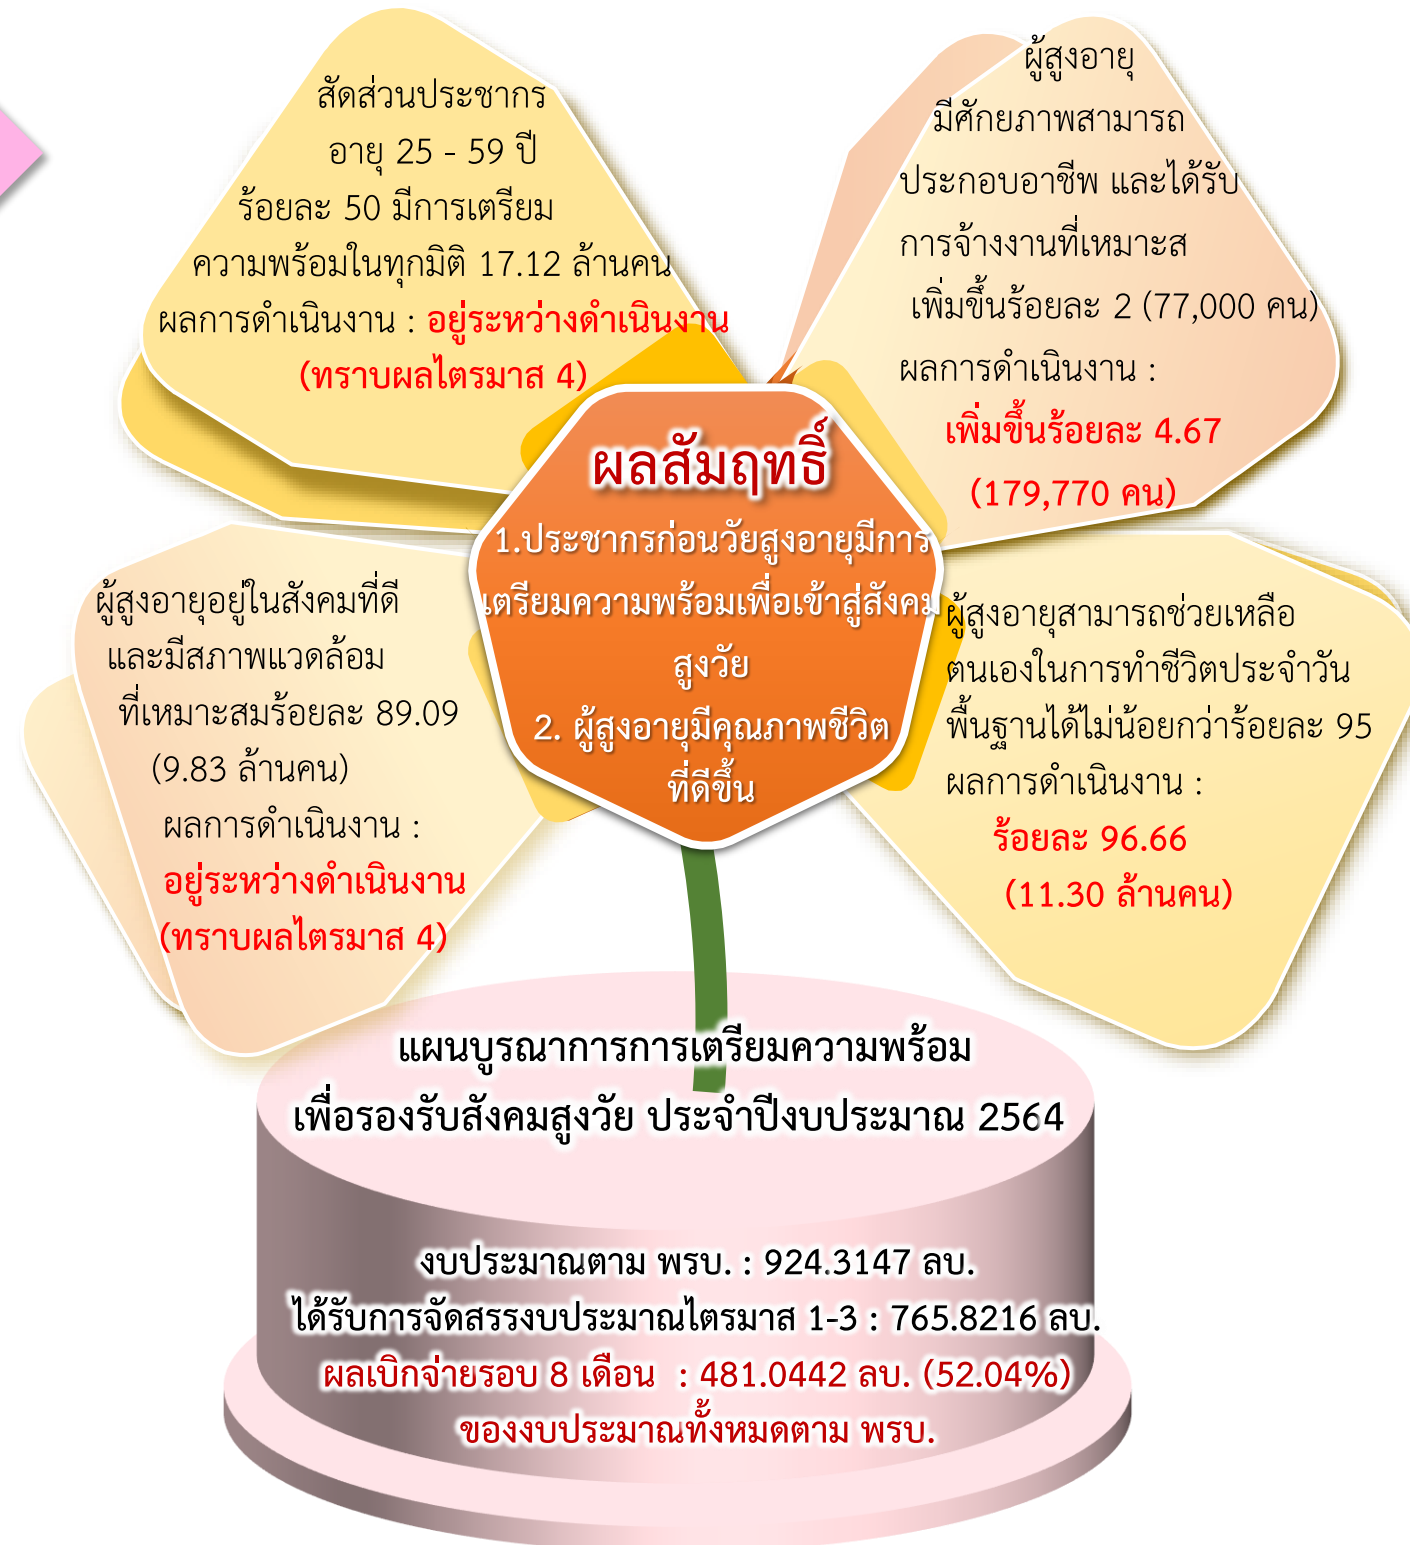 สัดส่วนประชากร
อายุ 25 - 59 ปี
ร้อยละ 50 มีการเตรียม
ความพร้อมในทุกมิติ 17.12 ล้านคน
ผลการดำเนินงาน : อยู่ระหว่างดำเนินงาน
(ทราบผลไตรมาส 4)
ผู้สูงอายุ
มีศักยภาพสามารถ
ประกอบอาชีพ และได้รับ
การจ้างงานที่เหมาะส
เพิ่มขึ้นร้อยละ 2 (77,000 คน)
ผลการดำเนินงาน :
เพิ่มขึ้นร้อยละ 4.67
(179,770 คน)
ผลสัมฤทธิ์
1.ประชากรก่อนวัยสูงอายุมีการ
เตรียมความพร้อมเพื่อเข้าสู่สังคม
สูงวัย
2. ผู้สูงอายุมีคุณภาพชีวิต
ที่ดีขึ้น
ผู้สูงอายุอยู่ในสังคมที่ดี
และมีสภาพแวดล้อม
ที่เหมาะสมร้อยละ 89.09
(9.83 ล้านคน)
ผลการดำเนินงาน :
อยู่ระหว่างดำเนินงาน
(ทราบผลไตรมาส 4)
ผู้สูงอายุสามารถช่วยเหลือ
ตนเองในการทำชีวิตประจำวัน
พื้นฐานได้ไม่น้อยกว่าร้อยละ 95
ผลการดำเนินงาน :
ร้อยละ 96.66
(11.30 ล้านคน)
แผนบูรณาการการเตรียมความพร้อม
เพื่อรองรับสังคมสูงวัย ประจำปีงบประมาณ 2564
งบประมาณตาม พรบ. : 924.3147 ลบ.
ได้รับการจัดสรรงบประมาณไตรมาส 1-3 : 765.8216 ลบ.
ผลเบิกจ่ายรอบ 8 เดือน : 481.0442 ลบ. (52.04%)
ของงบประมาณทั้งหมดตาม พรบ.